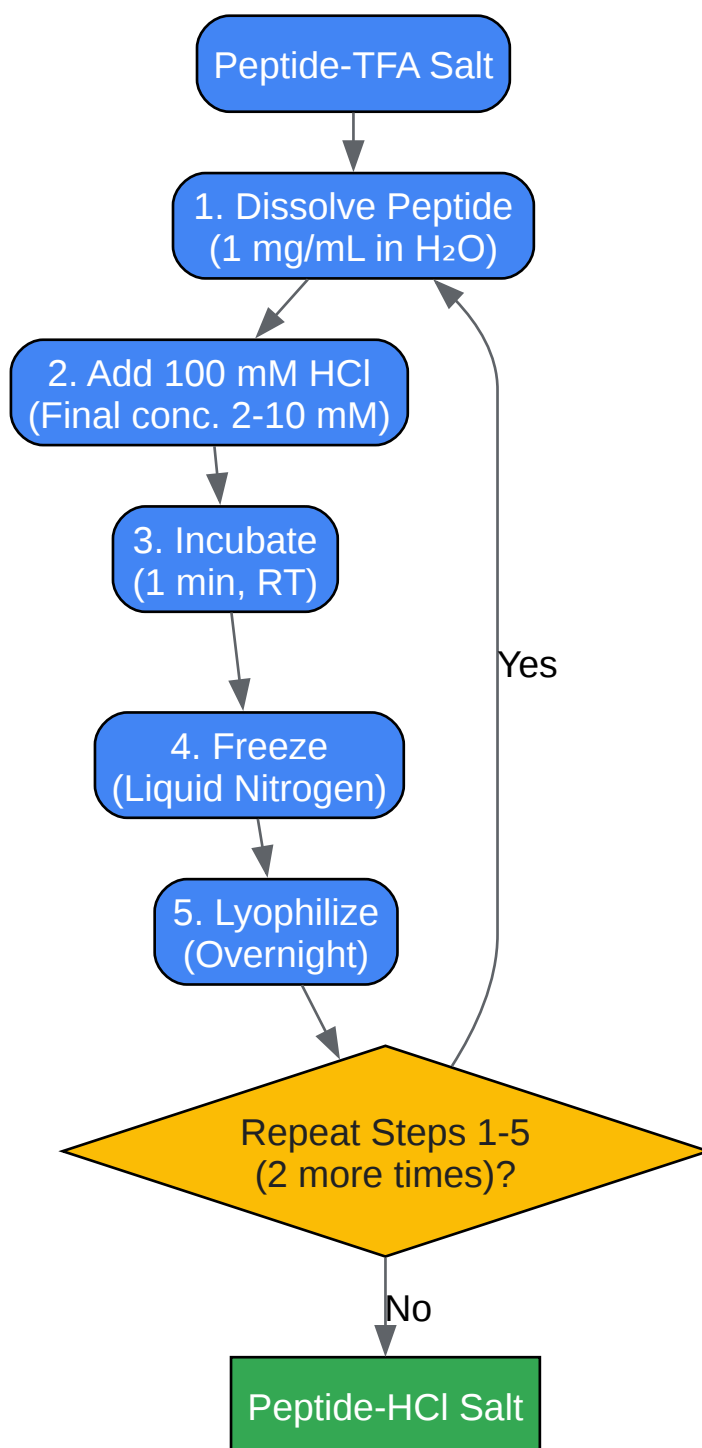 Peptide-TFA Salt
1. Dissolve Peptide
(1 mg/mL in H₂O)
2. Add 100 mM HCl
(Final conc. 2-10 mM)
3. Incubate
(1 min, RT)
Yes
4. Freeze
(Liquid Nitrogen)
5. Lyophilize
(Overnight)
Repeat Steps 1-5
(2 more times)?
No
Peptide-HCl Salt